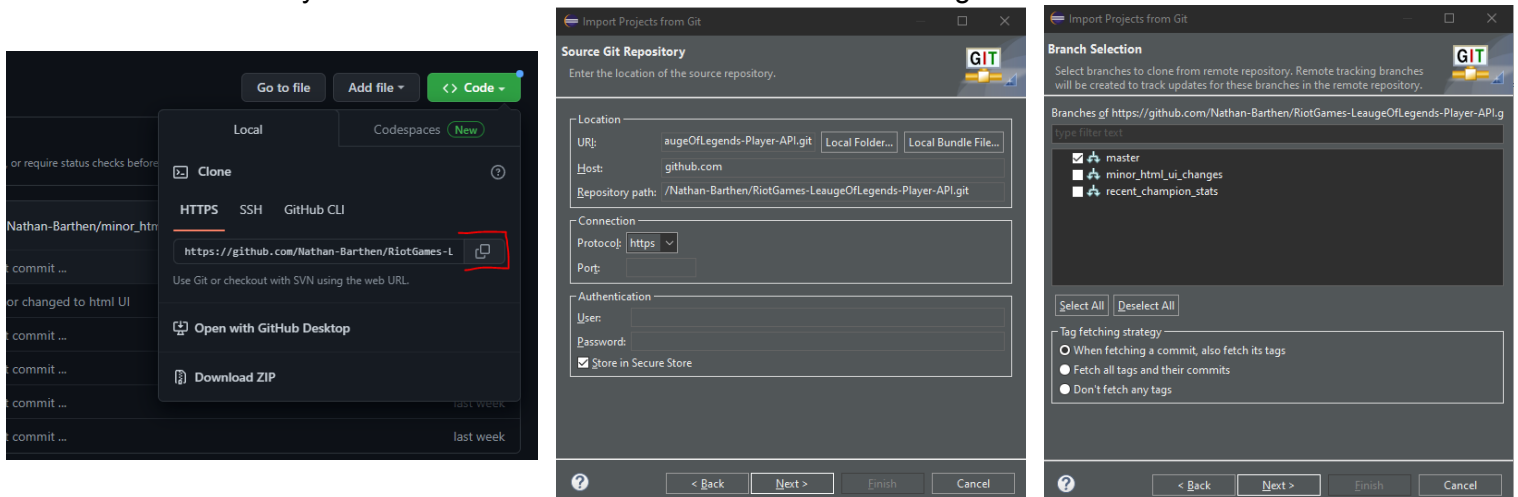 Go to file
Add file
<> Code
Local
Codespaces New
or require status checks before
Clone
HTTPS SSH GitHub CLI
Nathan-Barthen/minor_htm
https://github.com/Nathan-Barthen/RiotGames-L
commit ...
Use Git or checkout with SVN using the web URL.
or changed to html UI
Open with GitHub Desktop
t commit ...
t commit ...
Download ZIP
t commit ...
last week
t commit ...
last week
Import Projects from Git
Source Git Repository
Enter the location of the source repository.
GIT
Location
URI:
augeOfLegends-Player-API.git
Local Folder...
Local Bundle File...
Host:
github.com
Repository path:
/Nathan-Barthen/RiotGames-LeaugeOfLegends-Player-API.git
Connection
Protocol:
https
Port:
Authentication
User:
Password:
Store in Secure Store
?
< Back
Next >
Finish
Cancel
Import Projects from Git
Branch Selection
Select branches to clone from remote repository. Remote tracking branches
will be created to track updates for these branches in the remote repository.
GIT
Branches of https://github.com/Nathan-Barthen/RiotGames-LeaugeOfLegends-Player-API.g
type filter text
master
minor_html_ui_changes
recent_champion_stats
Select All
Deselect All
Tag fetching strategy
When fetching a commit, also fetch its tags
Fetch all tags and their commits
Don't fetch any tags
?
< Back
Next >
Finish
Cancel